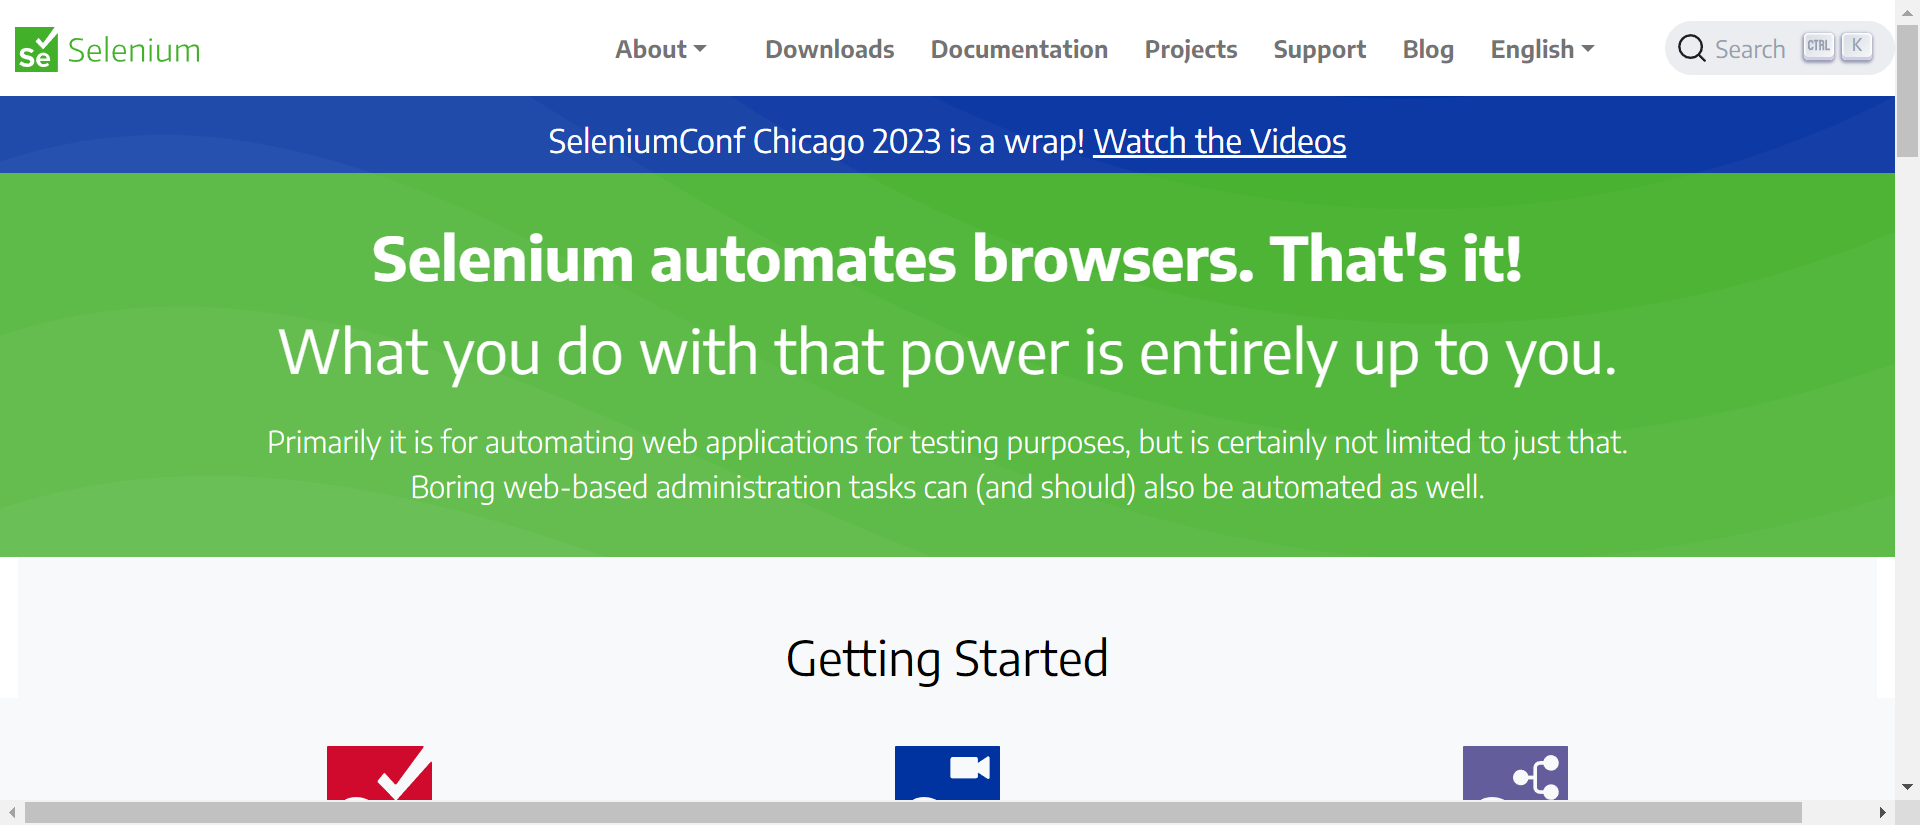 Se Selenium
About
Downloads
Documentation
Projects
Support
Blog
English
Search CTRL K
SeleniumConf Chicago 2023 is a wrap! Watch the Videos
Selenium automates browsers. That's it!
What you do with that power is entirely up to you.
Primarily it is for automating web applications for testing purposes, but is certainly not limited to just that.
Boring web-based administration tasks can (and should) also be automated as well.
Getting Started